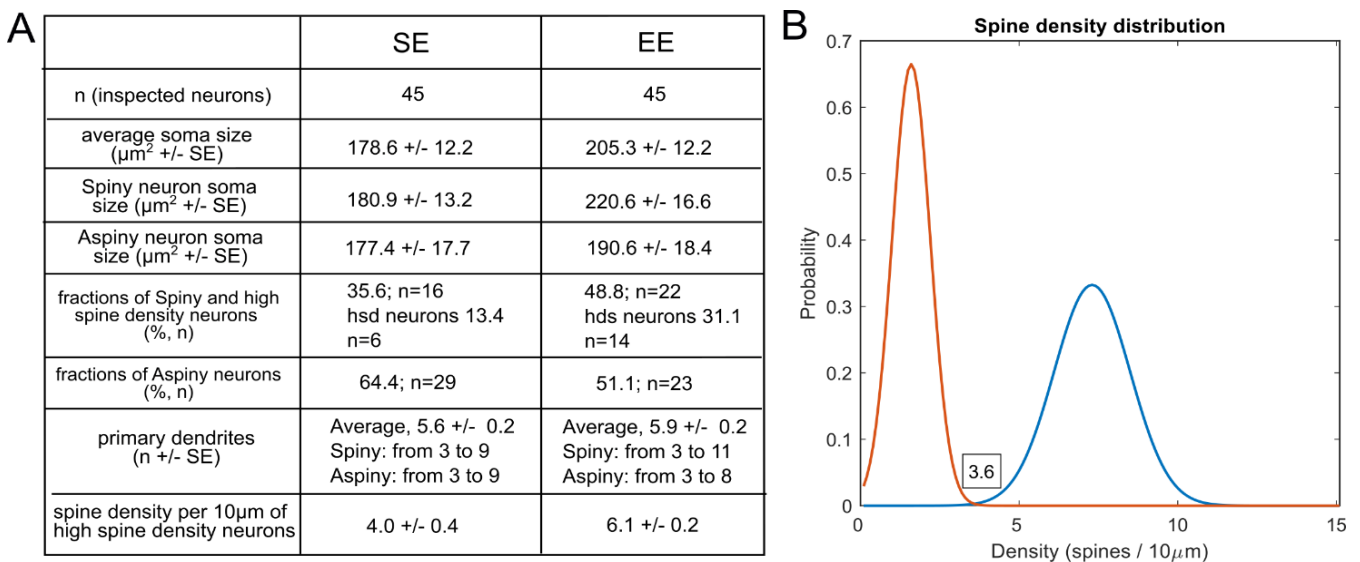 A
SE
EE
n (inspected neurons)
45
45
average soma size
(µm² +/- SE)
178.6 +/- 12.2
205.3 +/- 12.2
Spiny neuron soma
size (µm² +/- SE)
180.9 +/- 13.2
220.6 +/- 16.6
Aspiny neuron soma
size (µm² +/- SE)
177.4 +/- 17.7
190.6 +/- 18.4
fractions of Spiny and high
spine density neurons
(%, n)
35.6; n=16
hsd neurons 13.4
n=6
48.8; n=22
hds neurons 31.1
n=14
fractions of Aspiny neurons
(%, n)
64.4; n=29
51.1; n=23
primary dendrites
(n +/- SE)
Average, 5.6 +/- 0.2
Spiny: from 3 to 9
Aspiny: from 3 to 9
Average, 5.9 +/- 0.2
Spiny: from 3 to 11
Aspiny: from 3 to 8
spine density per 10µm of
high spine density neurons
4.0 +/- 0.4
6.1 +/- 0.2
B
Spine density distribution
Probability
0.7
0.6
0.5
0.4
0.3
0.2
0.1
0
3.6
0
5
10
15
Density (spines / 10µm)